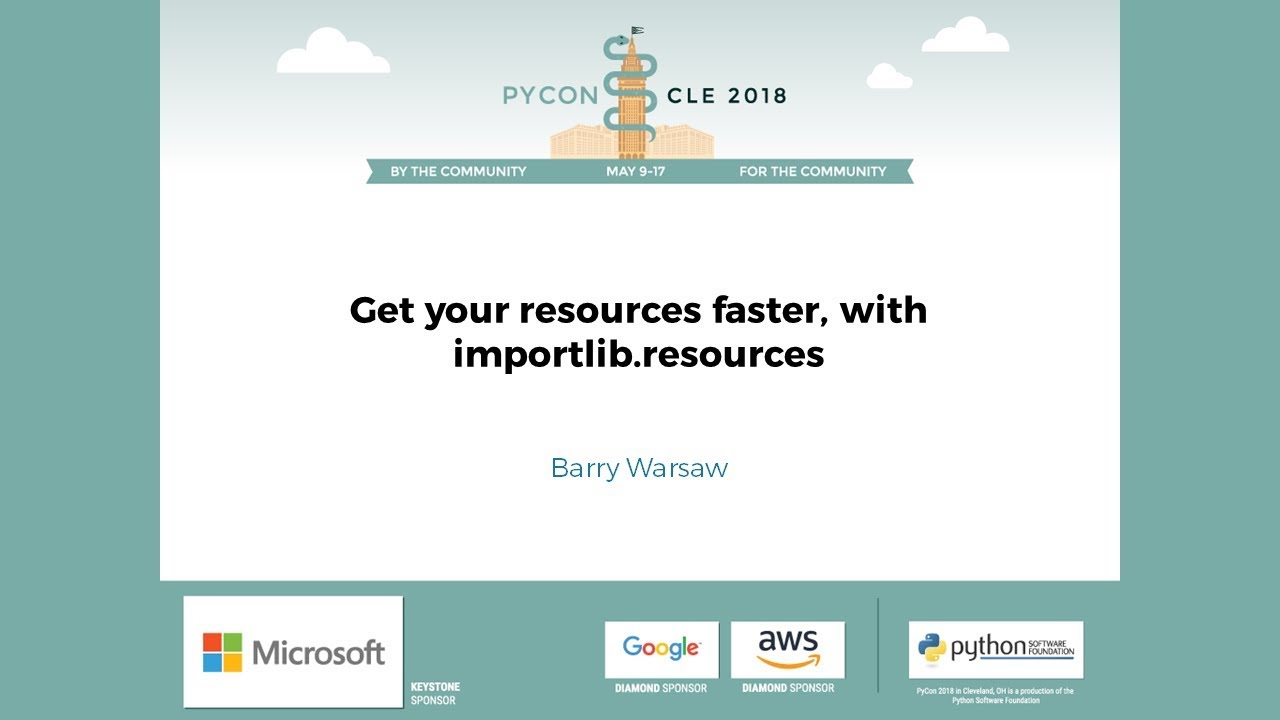 PYCON CLE 2018
BY THE COMMUNITY MAY 9-17 FOR THE COMMUNITY
Get your resources faster, with
importlib.resources
Barry Warsaw
Microsoft
KEYSTONE
SPONSOR
Google
DIAMOND SPONSOR
aws
DIAMOND SPONSOR
python SOFTWARE
FOUNDATION
PyCon 2018 in Cleveland, OH is a production of the
Python Software Foundation